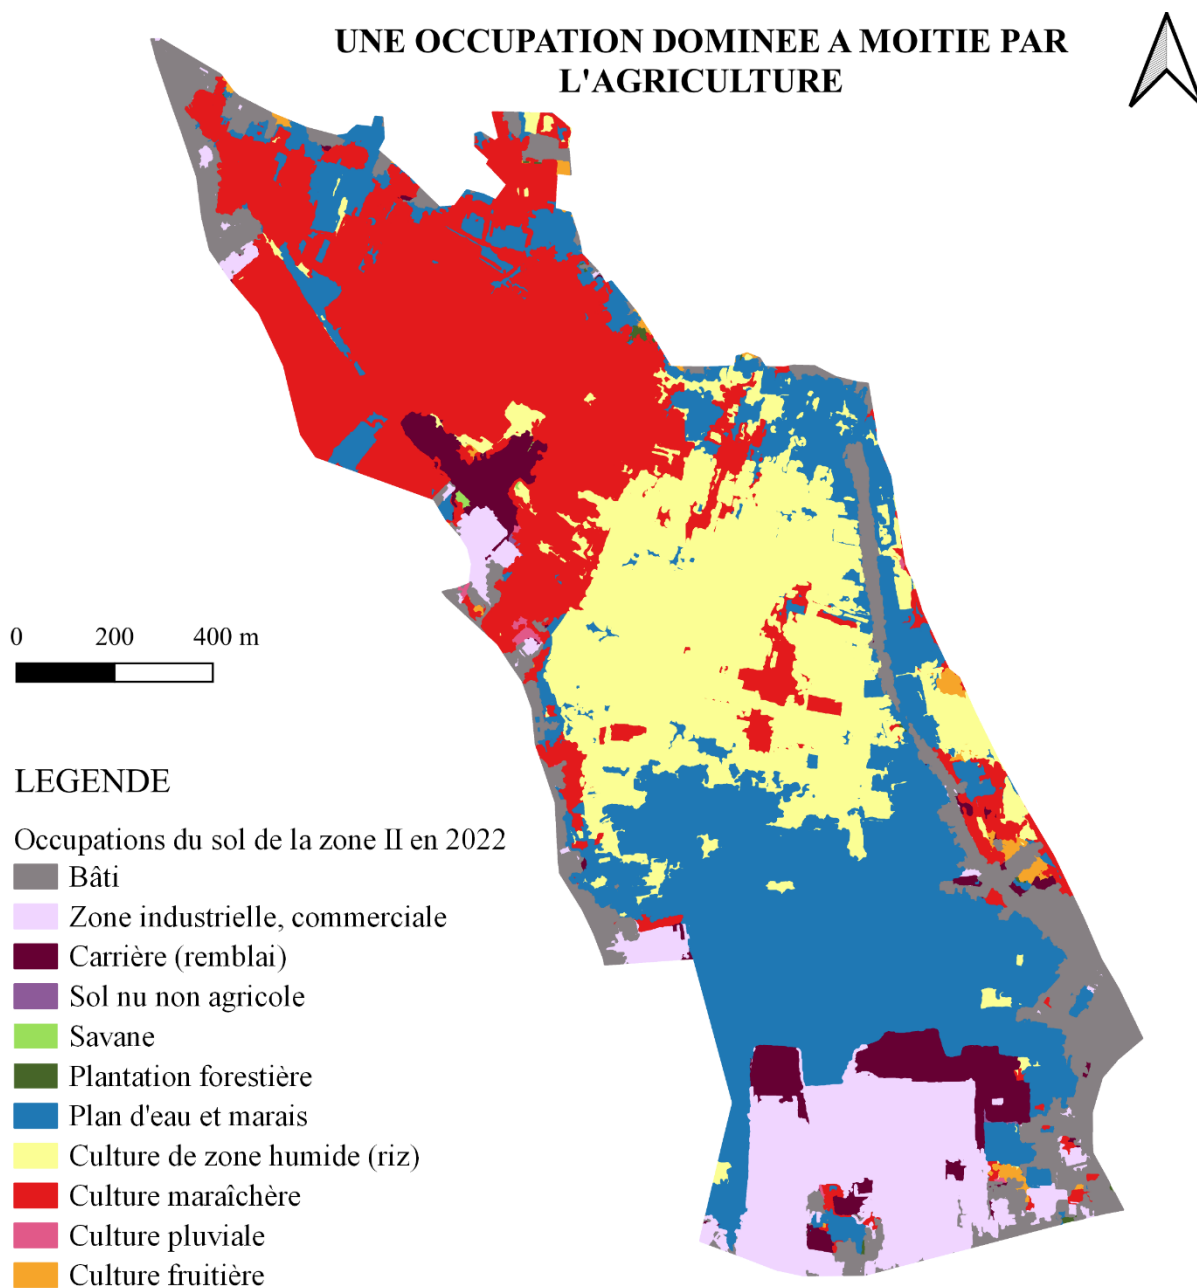 UNE OCCUPATION DOMINEE A MOITIE PAR
L'AGRICULTURE
0 200 400 m
LEGENDE
Occupations du sol de la zone II en 2022
Bâti
Zone industrielle, commerciale
Carrière (remblai)
Sol nu non agricole
Savane
Plantation forestière
Plan d'eau et marais
Culture de zone humide (riz)
Culture maraîchère
Culture pluviale
Culture fruitière